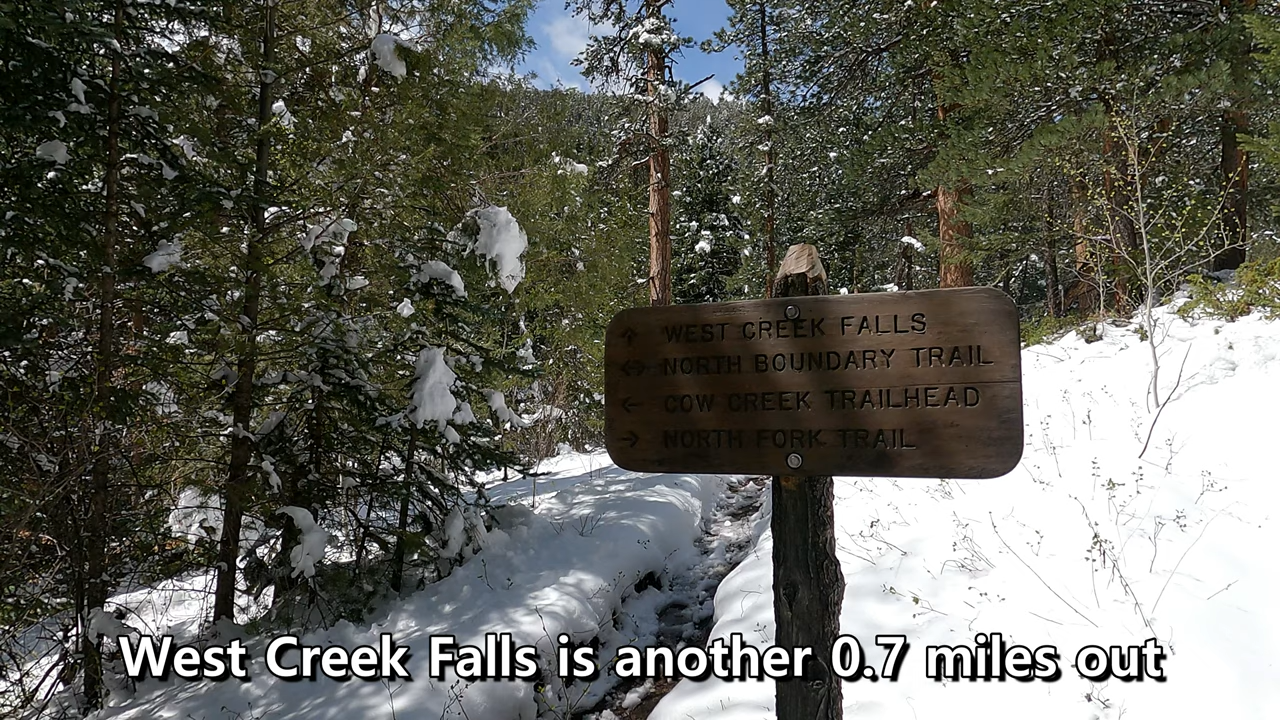 ↑ WEST CREEK FALLS
↔ NORTH BOUNDARY TRAIL
← COW CREEK TRAILHEAD
→ NORTH FORK TRAIL
West Creek Falls is another 0.7 miles out